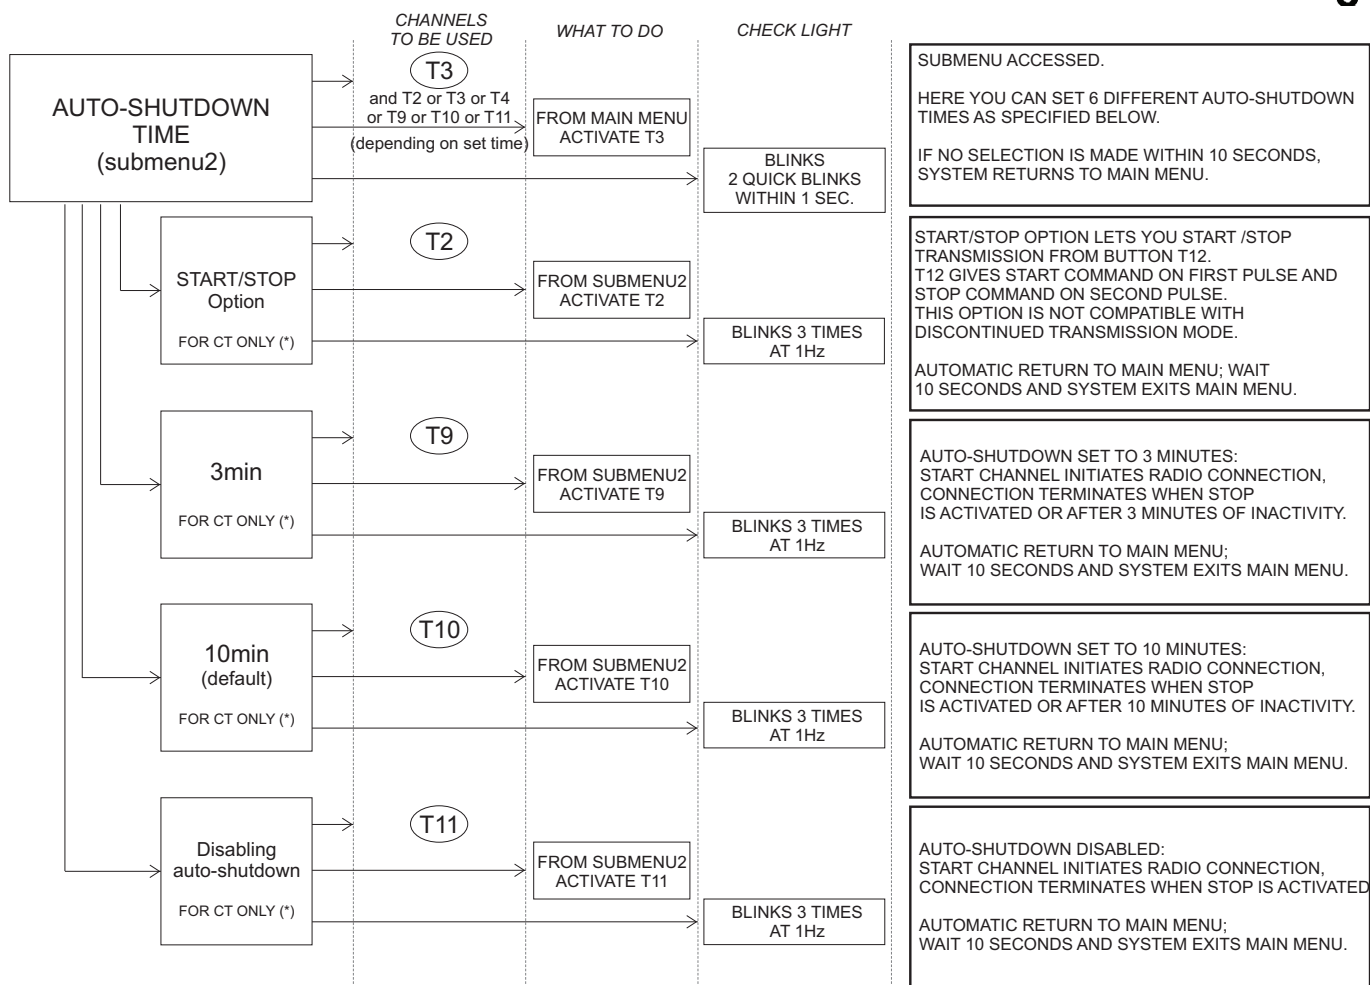 CHANNELS
TO BE USED
WHAT TO DO
CHECK LIGHT
AUTO-SHUTDOWN
TIME
(submenu2)
T3
and T2 or T3 or T4
or T9 or T10 or T11
(depending on set time)
FROM MAIN MENU
ACTIVATE T3
BLINKS
2 QUICK BLINKS
WITHIN 1 SEC.
SUBMENU ACCESSED.
HERE YOU CAN SET 6 DIFFERENT AUTO-SHUTDOWN
TIMES AS SPECIFIED BELOW.
IF NO SELECTION IS MADE WITHIN 10 SECONDS,
SYSTEM RETURNS TO MAIN MENU.
START/STOP
Option
FOR CT ONLY (*)
T2
FROM SUBMENU2
ACTIVATE T2
BLINKS 3 TIMES
AT 1Hz
START/STOP OPTION LETS YOU START /STOP
TRANSMISSION FROM BUTTON T12.
T12 GIVES START COMMAND ON FIRST PULSE AND
STOP COMMAND ON SECOND PULSE.
THIS OPTION IS NOT COMPATIBLE WITH
DISCONTINUED TRANSMISSION MODE.
AUTOMATIC RETURN TO MAIN MENU; WAIT
10 SECONDS AND SYSTEM EXITS MAIN MENU.
3min
FOR CT ONLY (*)
T9
FROM SUBMENU2
ACTIVATE T9
BLINKS 3 TIMES
AT 1Hz
AUTO-SHUTDOWN SET TO 3 MINUTES:
START CHANNEL INITIATES RADIO CONNECTION,
CONNECTION TERMINATES WHEN STOP
IS ACTIVATED OR AFTER 3 MINUTES OF INACTIVITY.
AUTOMATIC RETURN TO MAIN MENU;
WAIT 10 SECONDS AND SYSTEM EXITS MAIN MENU.
10min
(default)
FOR CT ONLY (*)
T10
FROM SUBMENU2
ACTIVATE T10
BLINKS 3 TIMES
AT 1Hz
AUTO-SHUTDOWN SET TO 10 MINUTES:
START CHANNEL INITIATES RADIO CONNECTION,
CONNECTION TERMINATES WHEN STOP
IS ACTIVATED OR AFTER 10 MINUTES OF INACTIVITY.
AUTOMATIC RETURN TO MAIN MENU;
WAIT 10 SECONDS AND SYSTEM EXITS MAIN MENU.
Disabling
auto-shutdown
FOR CT ONLY (*)
T11
FROM SUBMENU2
ACTIVATE T11
BLINKS 3 TIMES
AT 1Hz
AUTO-SHUTDOWN DISABLED:
START CHANNEL INITIATES RADIO CONNECTION,
CONNECTION TERMINATES WHEN STOP IS ACTIVATED
AUTOMATIC RETURN TO MAIN MENU;
WAIT 10 SECONDS AND SYSTEM EXITS MAIN MENU.